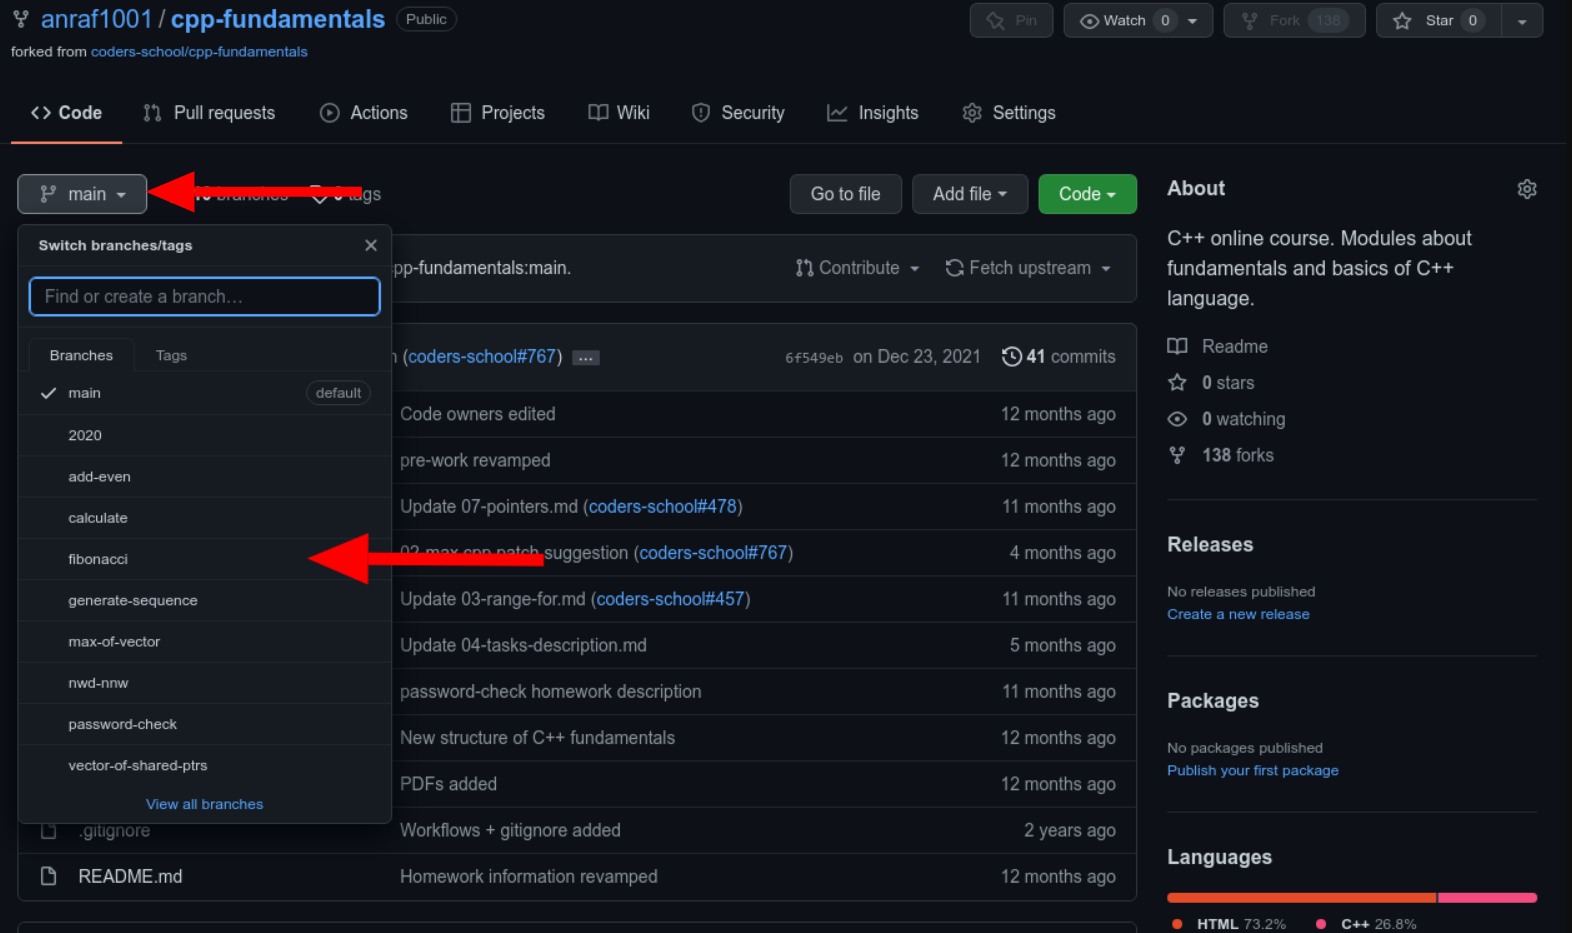 anraf1001 / cpp-fundamentals Public
Pin Watch 0 Fork 138 Star 0
forked from coders-school/cpp-fundamentals
Code Pull requests Actions Projects Wiki Security Insights Settings
main branches tags Go to file Add file Code
Switch branches/tags
Find or create a branch...
pp-fundamentals:main. Contribute Fetch upstream
Branches Tags
(coders-school#767) ... 6f549eb on Dec 23, 2021 41 commits
main default
Code owners edited 12 months ago
2020
pre-work revamped 12 months ago
add-even
Update 07-pointers.md (coders-school#478) 11 months ago
calculate
fibonacci
suggestion (coders-school#767) 4 months ago
generate-sequence
Update 03-range-for.md (coders-school#457) 11 months ago
max-of-vector
Update 04-tasks-description.md 5 months ago
nwd-nnw
password-check homework description 11 months ago
password-check
New structure of C++ fundamentals 12 months ago
vector-of-shared-ptrs
PDFs added 12 months ago
View all branches
.gitignore Workflows + gitignore added 2 years ago
README.md Homework information revamped 12 months ago
About
C++ online course. Modules about
fundamentals and basics of C++
language.
Readme
0 stars
0 watching
138 forks
Releases
No releases published
Create a new release
Packages
No packages published
Publish your first package
Languages
HTML 73.2% C++ 26.8%